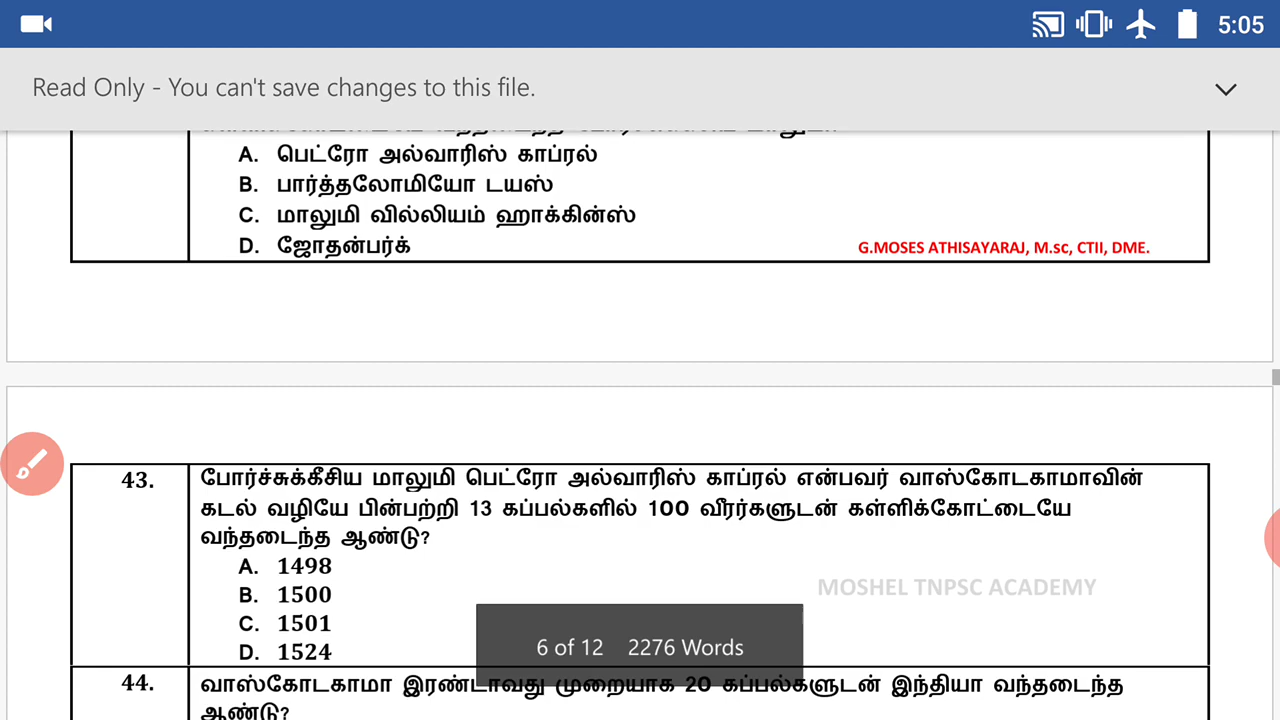 5:05
Read Only - You can't save changes to this file.
A. பெட்ரோ அல்வாரிஸ் காப்ரல்
B. பார்த்தலோமியோ டயஸ்
C. மாலுமி வில்லியம் ஹாக்கின்ஸ்
D. ஜோதன்பர்க்
G.MOSES ATHISAYARAJ, M.sc, CTII, DME.
43. போர்ச்சுக்கீசிய மாலுமி பெட்ரோ அல்வாரிஸ் காப்ரல் என்பவர் வாஸ்கோடகாமாவின்
கடல் வழியே பின்பற்றி 13 கப்பல்களில் 100 வீரர்களுடன் கள்ளிக்கோட்டையே
வந்தடைந்த ஆண்டு?
A. 1498
MOSHEL TNPSC ACADEMY
B. 1500
C. 1501
D. 1524
6 of 12 2276 Words
44. வாஸ்கோடகாமா இரண்டாவது முறையாக 20 கப்பல்களுடன் இந்தியா வந்தடைந்த
ஆண்டு?